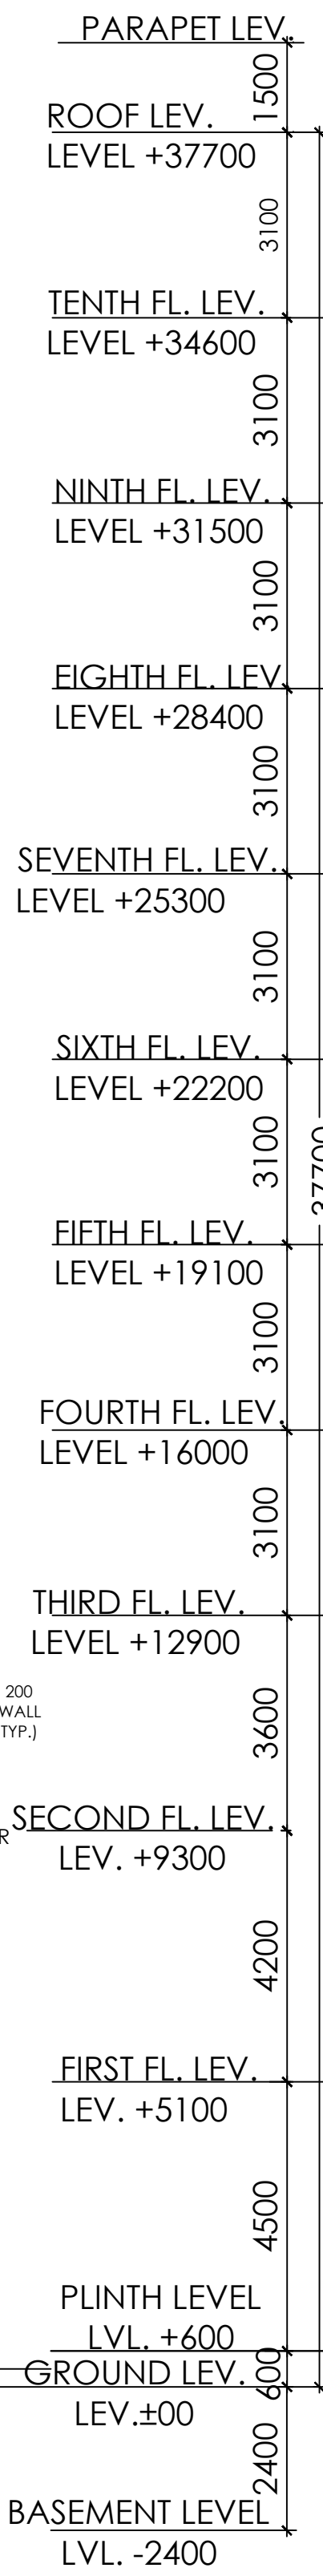 PARAPET LEV.
1500
ROOF LEV.
LEVEL +37700
3100
TENTH FL. LEV.
LEVEL +34600
3100
NINTH FL. LEV.
LEVEL +31500
3100
EIGHTH FL. LEV
LEVEL +28400
3100
SEVENTH FL. LEV.
LEVEL +25300
3100
SIXTH FL. LEV.
LEVEL +22200
3100
37700
FIFTH FL. LEV.
LEVEL +19100
3100
FOURTH FL. LEV.
LEVEL +16000
3100
THIRD FL. LEV.
LEVEL +12900
200
WALL
TYP.)
3600
SECOND FL. LEV.
R
LEV. +9300
4200
FIRST FL. LEV.
LEV. +5100
4500
PLINTH LEVEL
LVL. +600
600
GROUND LEV.
LEV.±00
2400
BASEMENT LEVEL
LVL. -2400